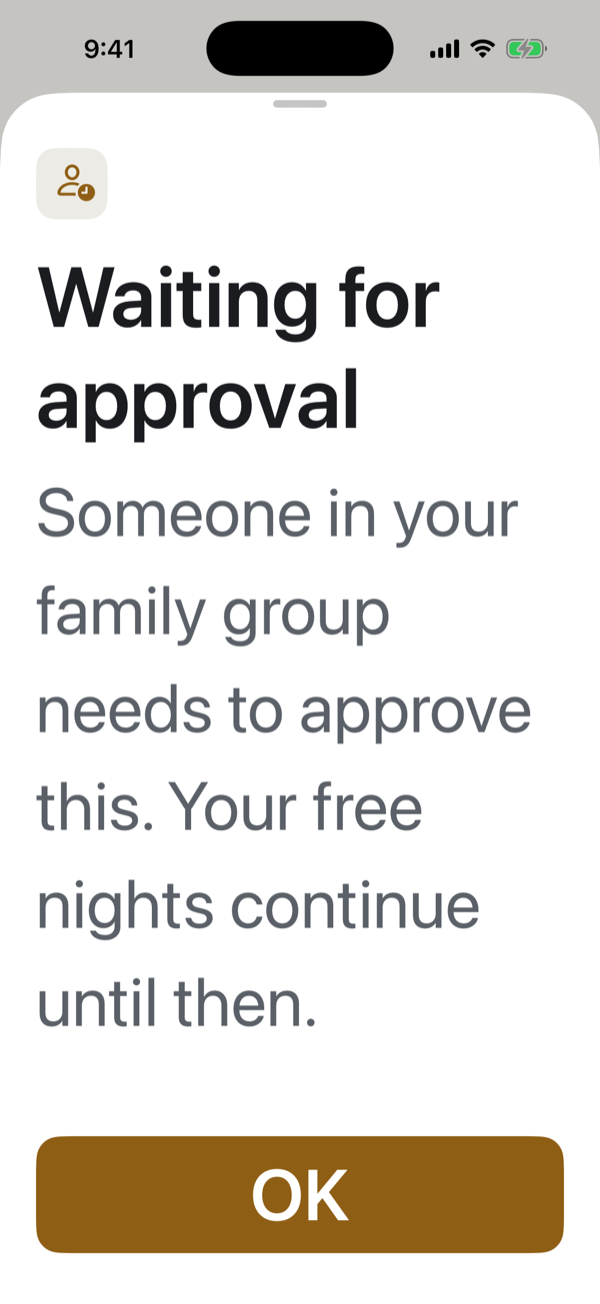 9:41
Waiting for
approval
Someone in your
family group
needs to approve
this. Your free
nights continue
until then.
OK